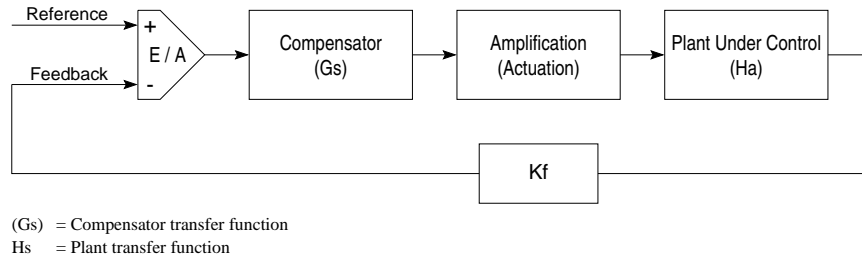 Reference
+
E / A
Feedback
-
Compensator
(Gs)
Amplification
(Actuation)
Plant Under Control
(Ha)
Kf
(Gs) = Compensator transfer function
Hs = Plant transfer function